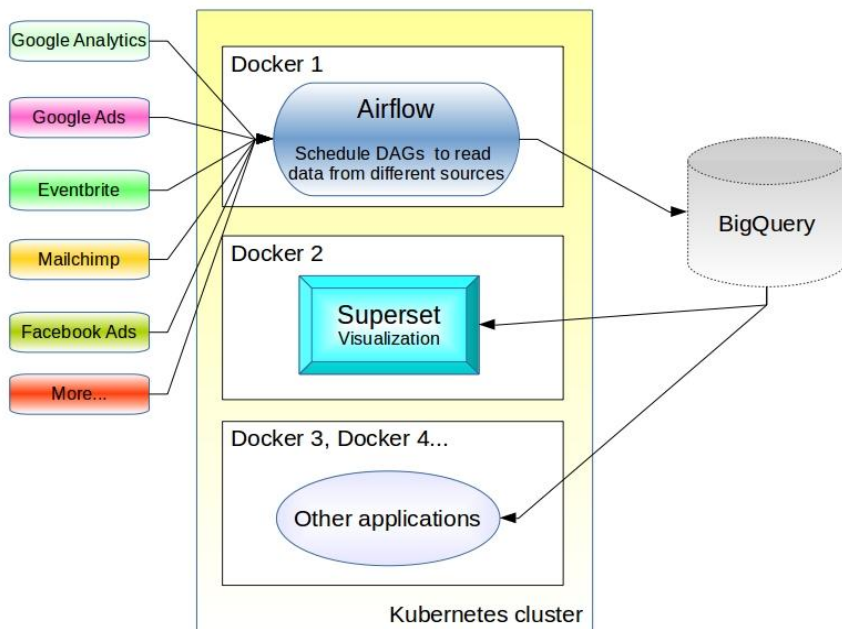 Google Analytics
Google Ads
Eventbrite
Mailchimp
Facebook Ads
More...
Docker 1
Airflow
Schedule DAGs to read
data from different sources
Docker 2
Superset
Visualization
Docker 3, Docker 4...
Other applications
Kubernetes cluster
BigQuery